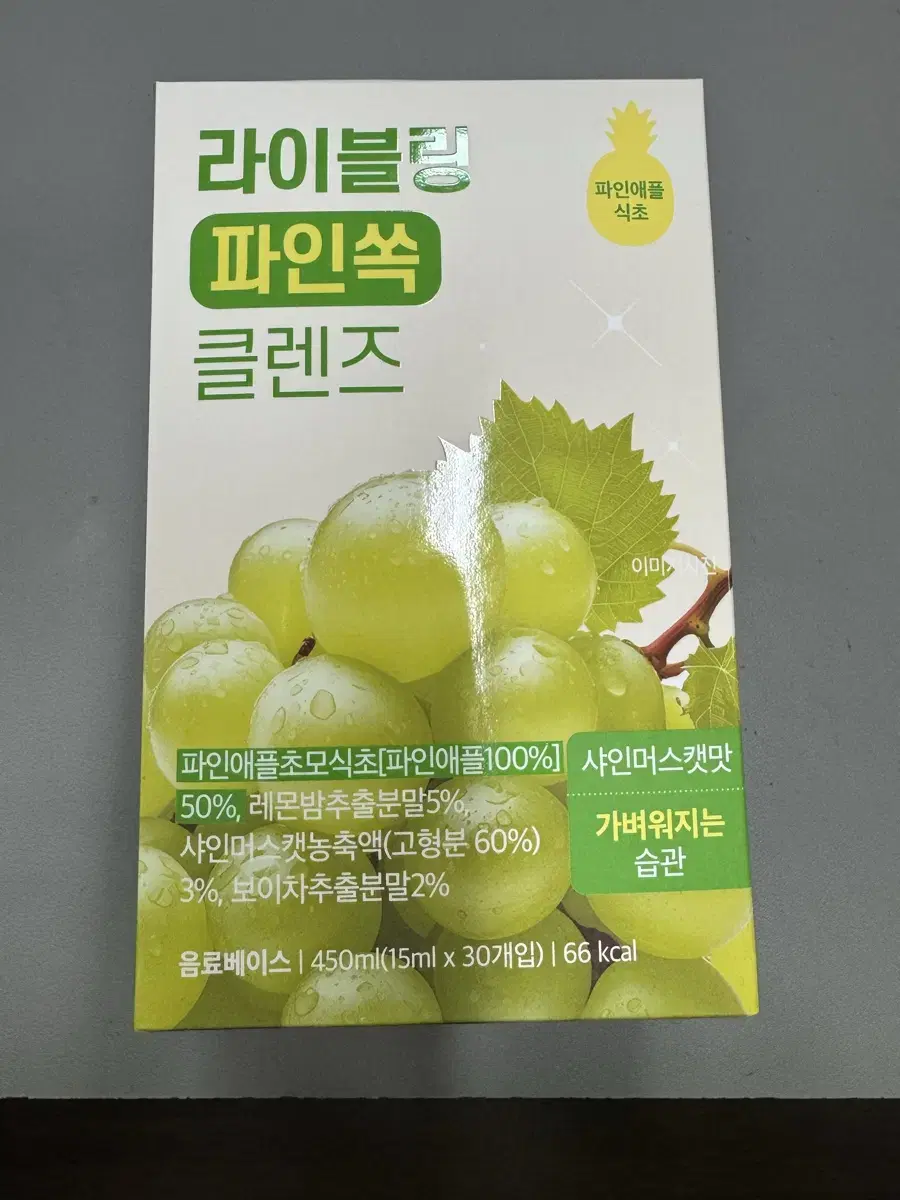 라이블링
파인애플
식초
파인쏙
클렌즈
이미지사진
파인애플초모식초[파인애플100%]
50%, 레몬밤추출분말5%,
샤인머스캣농축액(고형분 60%)
3%, 보이차추출분말2%
샤인머스캣맛
가벼워지는
습관
음료베이스 | 450ml(15ml x 30개입) | 66 kcal